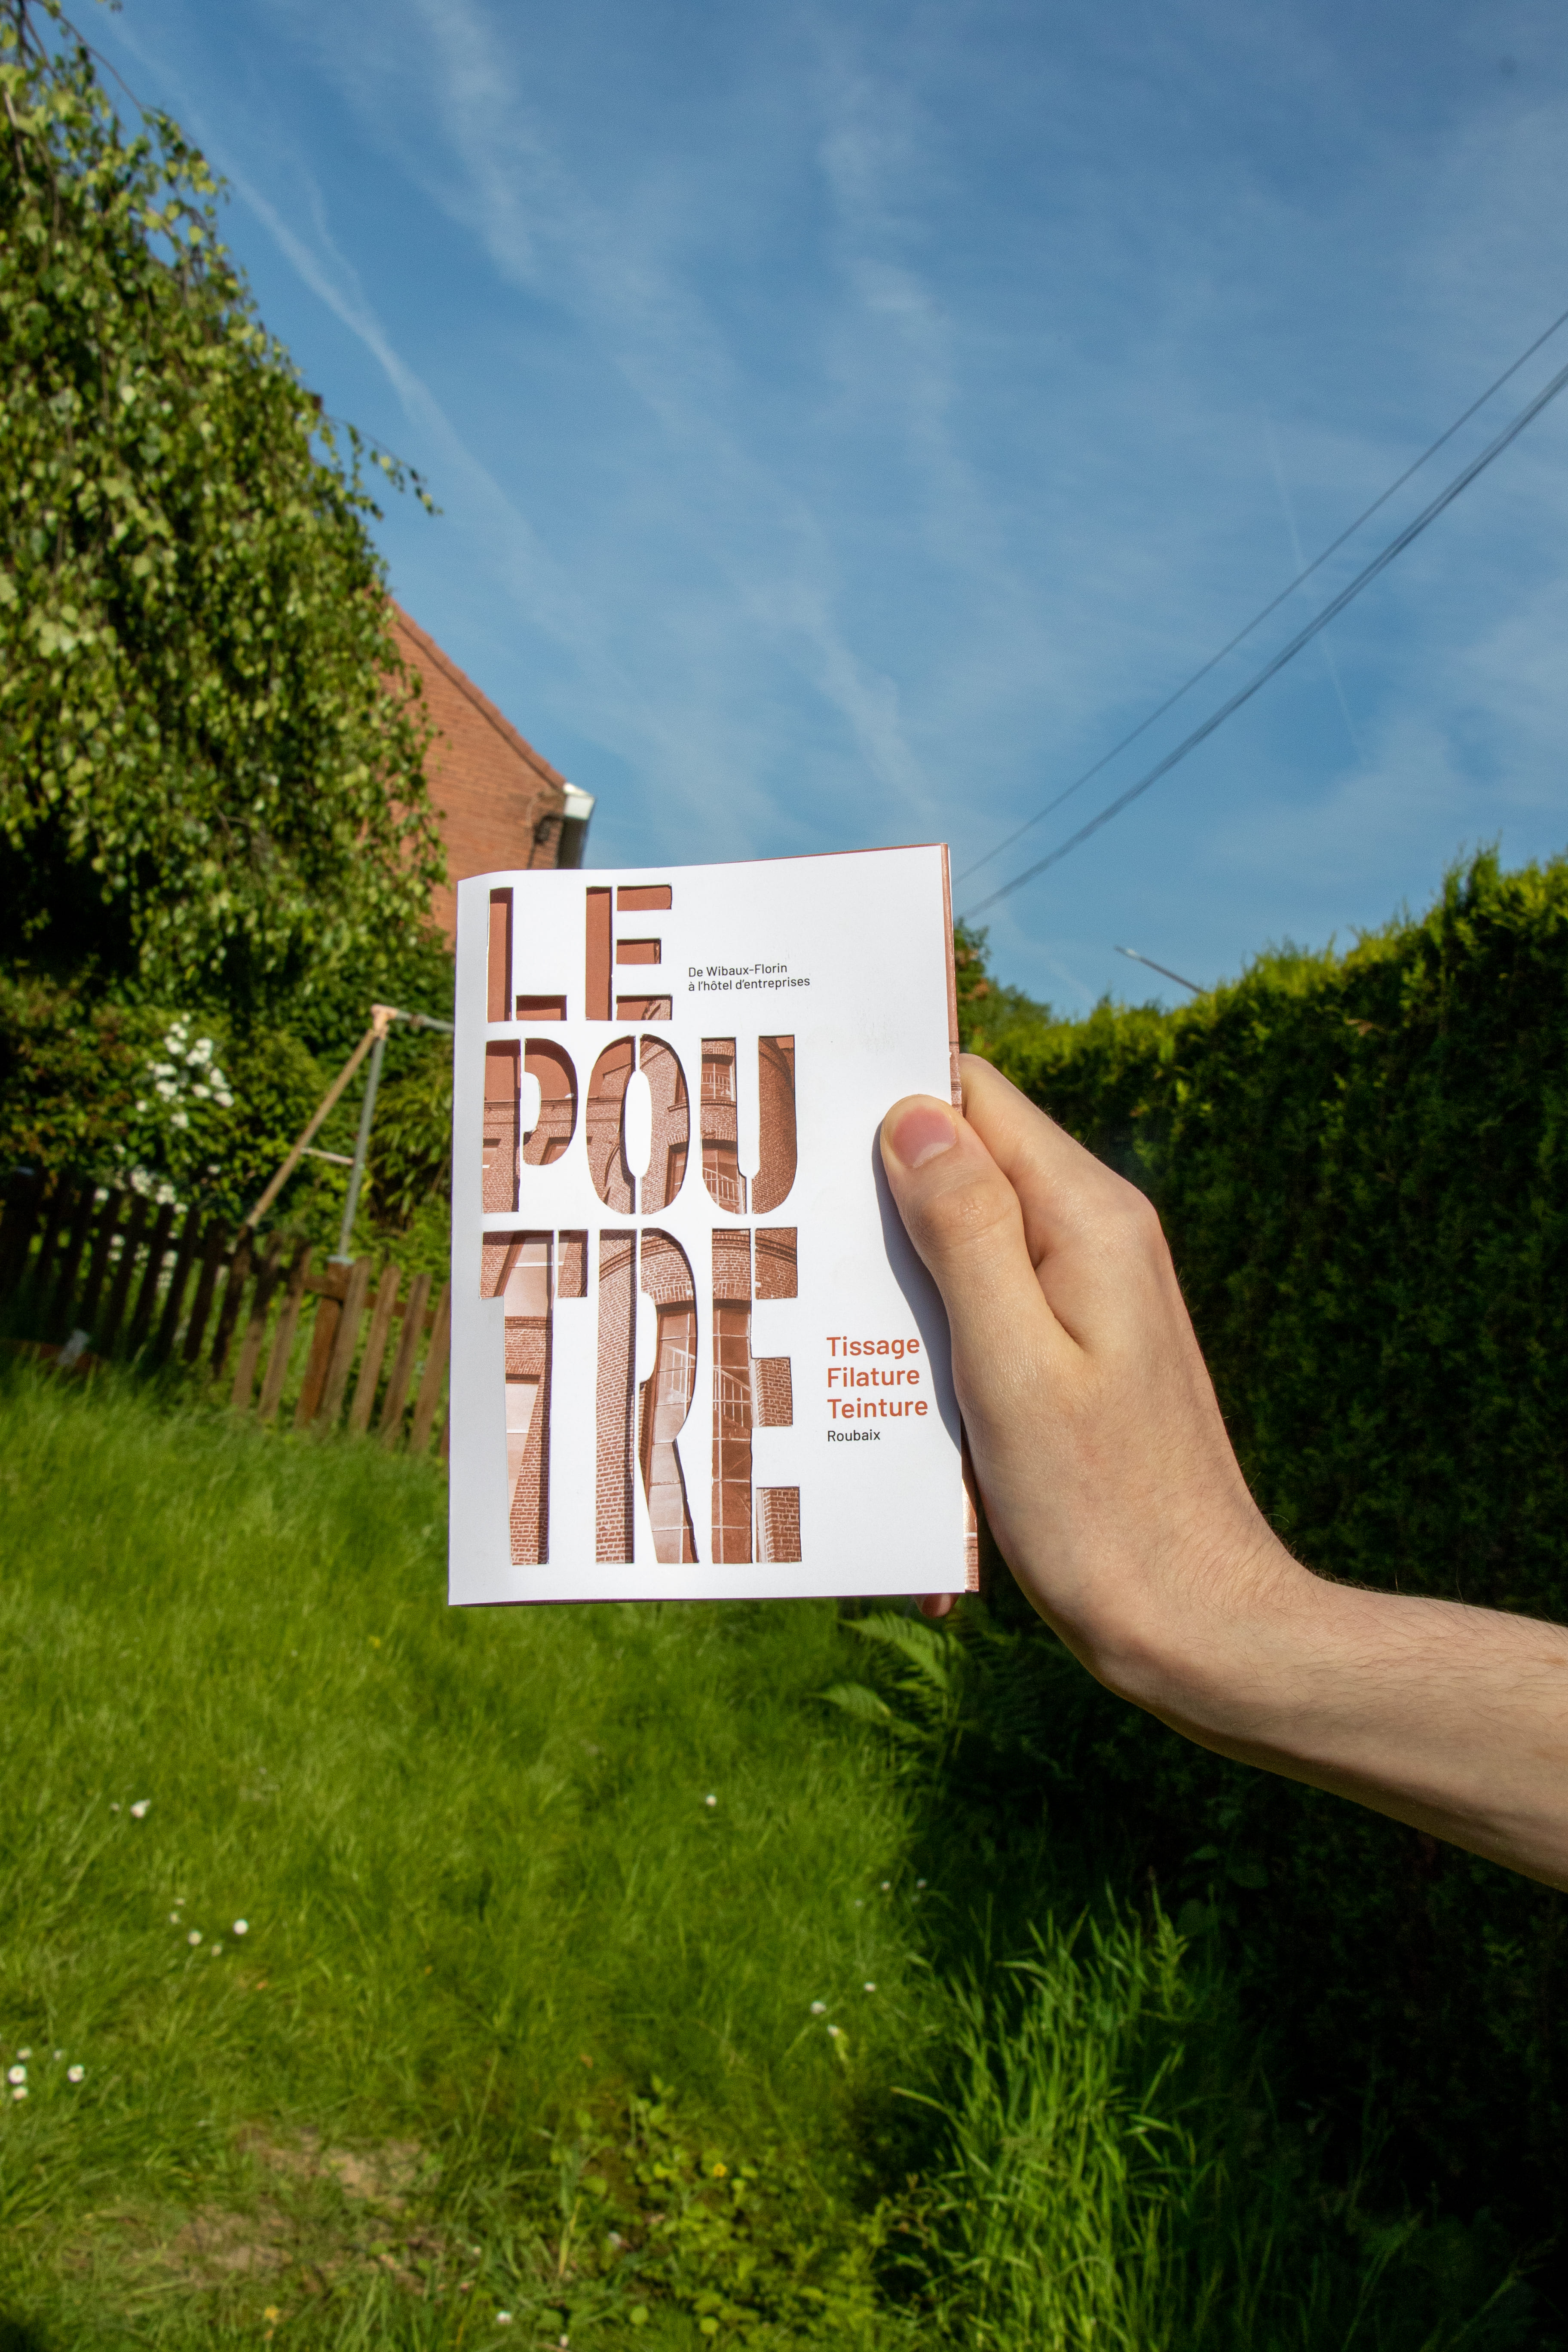 LE
De Wibaux-Florin
à l'hôtel d'entreprises
POU
TRE
Tissage
Filature
Teinture
Roubaix